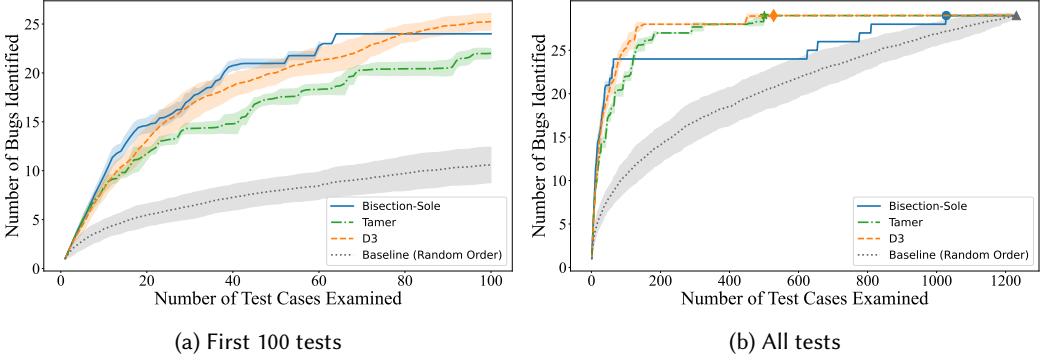 Number of Bugs Identified
25
20
15
10
5
0
0
20
40
60
80
100
Number of Test Cases Examined
Bisection-Sole
Tamer
D3
Baseline (Random Order)
(a) First 100 tests
Number of Bugs Identified
25
20
15
10
5
0
0
200
400
600
800
1000
1200
Number of Test Cases Examined
Bisection-Sole
Tamer
D3
Baseline (Random Order)
(b) All tests